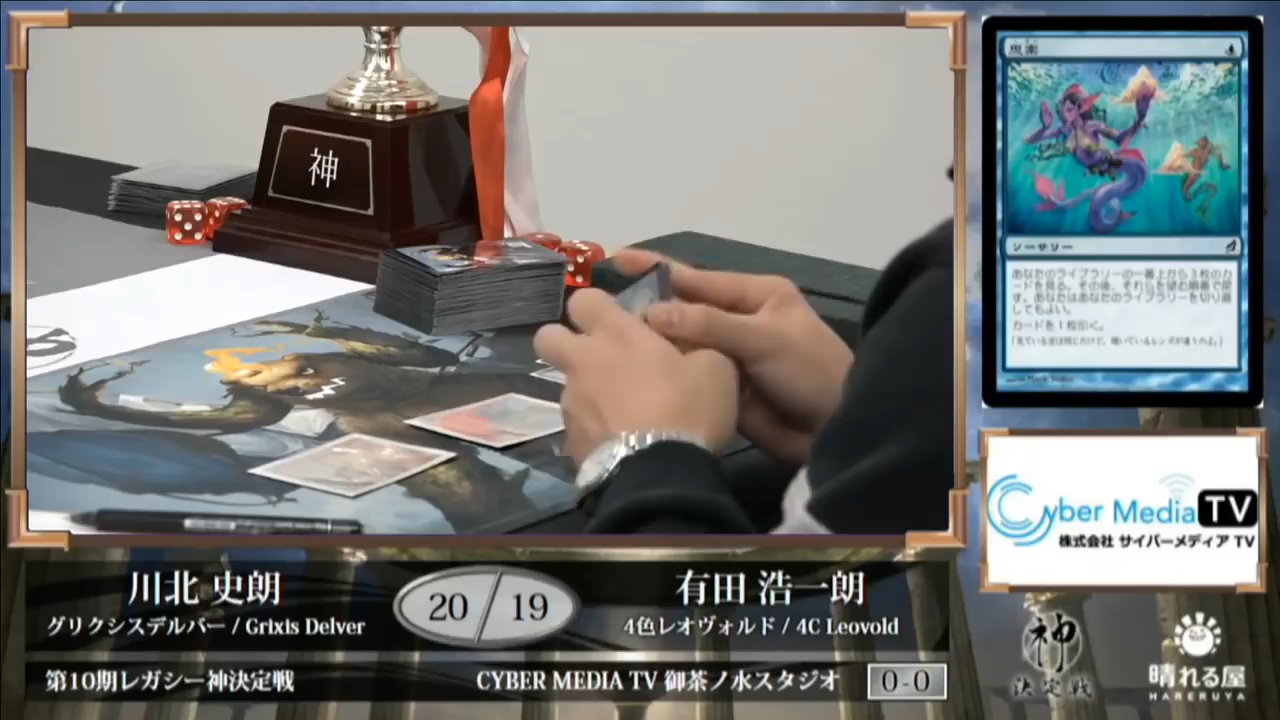 神
思案
ソーサリー
あなたのライブラリーの一番上から３枚のカ
ードを見る。その後、それらを望む順番で戻
す。あなたはあなたのライブラリーを切り直
してもよい。
カードを１枚引く。
Cyber Media TV
株式会社 サイバーメディア TV
川北 史朗
20 / 19
有田 浩一朗
グリクシスデルバー / Grixis Delver
4色レオヴォルド / 4C Leovold
第10期レガシー神決定戦
CYBER MEDIA TV 御茶ノ水スタジオ
0-0
神
決定戦
晴れる屋
HARERUYA